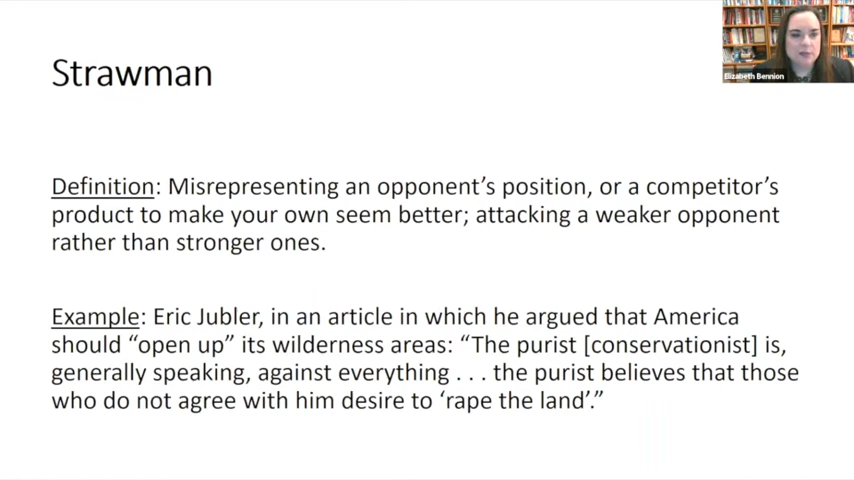 Strawman
Elizabeth Bennion
Definition: Misrepresenting an opponent’s position, or a competitor’s
product to make your own seem better; attacking a weaker opponent
rather than stronger ones.
Example: Eric Jubler, in an article in which he argued that America
should “open up” its wilderness areas: “The purist [conservationist] is,
generally speaking, against everything . . . the purist believes that those
who do not agree with him desire to ‘rape the land’.”